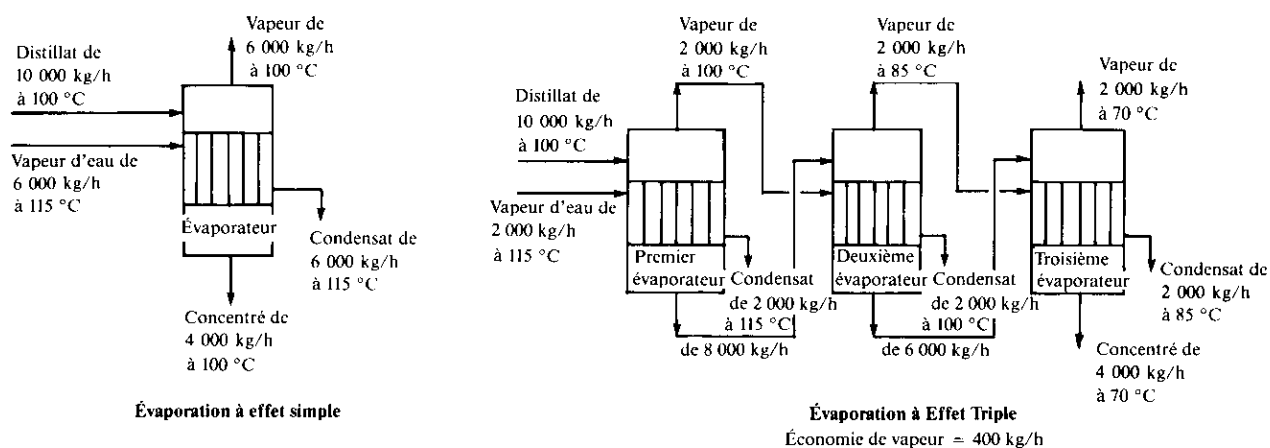 Vapeur de
6 000 kg/h
à 100 °C
Distillat de
10 000 kg/h
à 100 °C
Vapeur d'eau de
6 000 kg/h
à 115 °C
Évaporateur
Condensat de
6 000 kg/h
à 115 °C
Concentré de
4 000 kg/h
à 100 °C
Évaporation à effet simple
Vapeur de
2 000 kg/h
à 100 °C
Vapeur de
2 000 kg/h
à 85 °C
Vapeur de
2 000 kg/h
à 70 °C
Distillat de
10 000 kg/h
à 100 °C
Vapeur d'eau de
2 000 kg/h
à 115 °C
Premier
évaporateur
Condensat
de 2 000 kg/h
à 115 °C
de 8 000 kg/h
Deuxième
évaporateur
Condensat
de 2 000 kg/h
à 100 °C
de 6 000 kg/h
Troisième
évaporateur
Condensat de
2 000 kg/h
à 85 °C
Concentré de
4 000 kg/h
à 70 °C
Évaporation à Effet Triple
Économie de vapeur = 400 kg/h